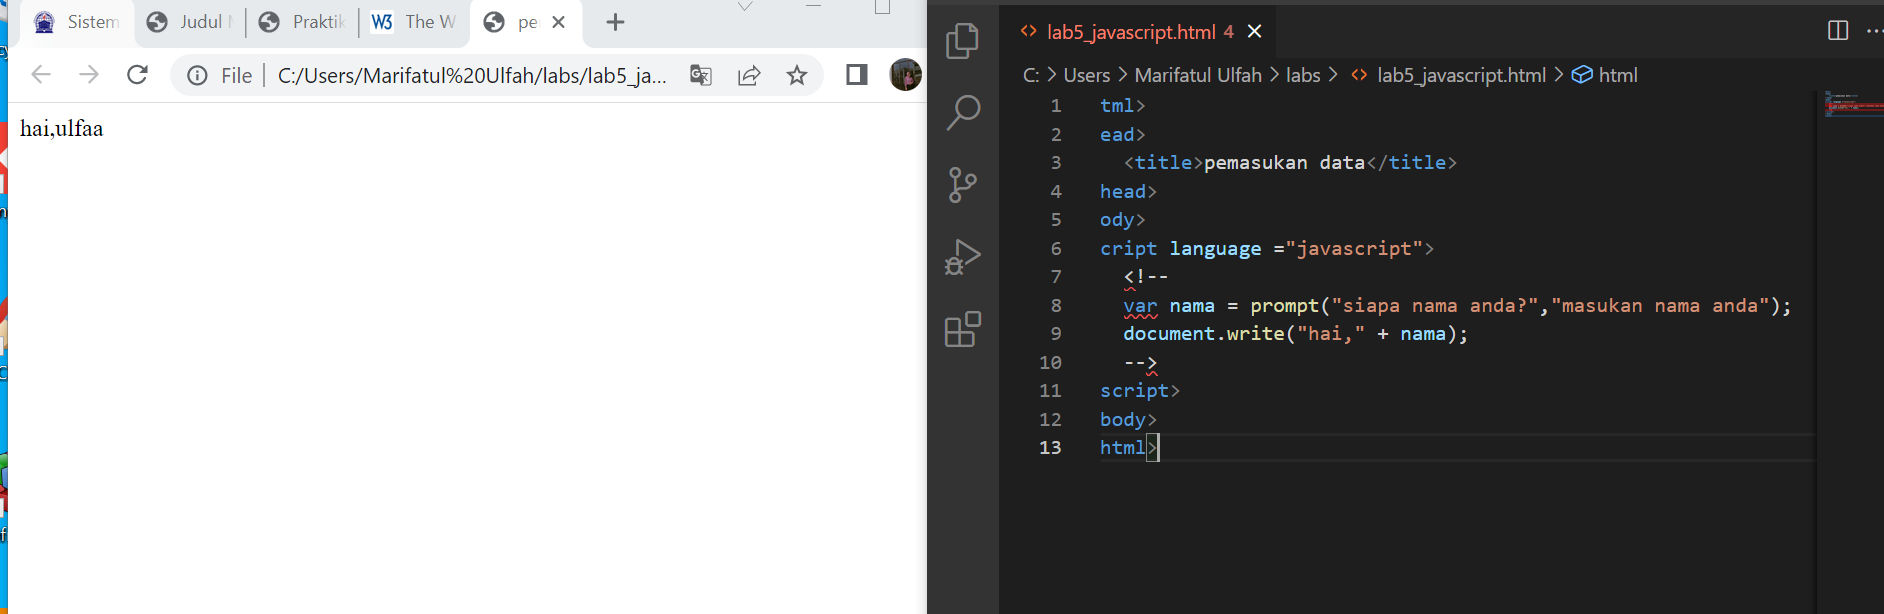 Sistem Judul Praktik W3 The W pe
File C:/Users/Marifatul%20Ulfah/labs/lab5_ja...
hai,ulfaa
lab5_javascript.html 4
C: > Users > Marifatul Ulfah > labs > lab5_javascript.html > html
1 tml>
2 ead>
3 <title>pemasukan data</title>
4 head>
5 ody>
6 cript language ="javascript">
7 <!--
8 var nama = prompt("siapa nama anda?","masukan nama anda");
9 document.write("hai," + nama);
10 -->
11 script>
12 body>
13 html>